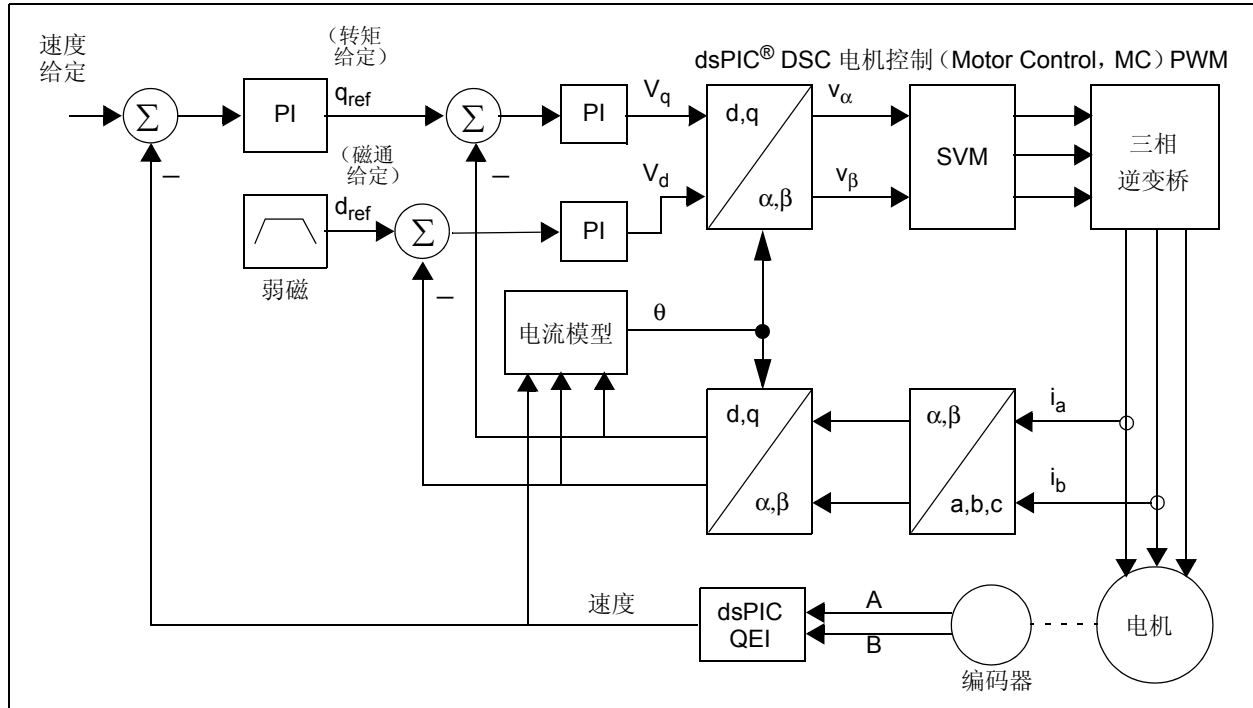 速度
给定
（转矩
给定）
dsPIC® DSC 电机控制（Motor Control，MC）PWM
Σ
PI
q_ref
Σ
PI
V_q
d,q
α,β
v_α
v_β
SVM
三相
逆变桥
–
（磁通
给定）
–
V_d
d_ref
Σ
PI
弱磁
–
电流模型
θ
d,q
α,β
α,β
a,b,c
i_a
i_b
速度
dsPIC
QEI
A
B
编码器
电机